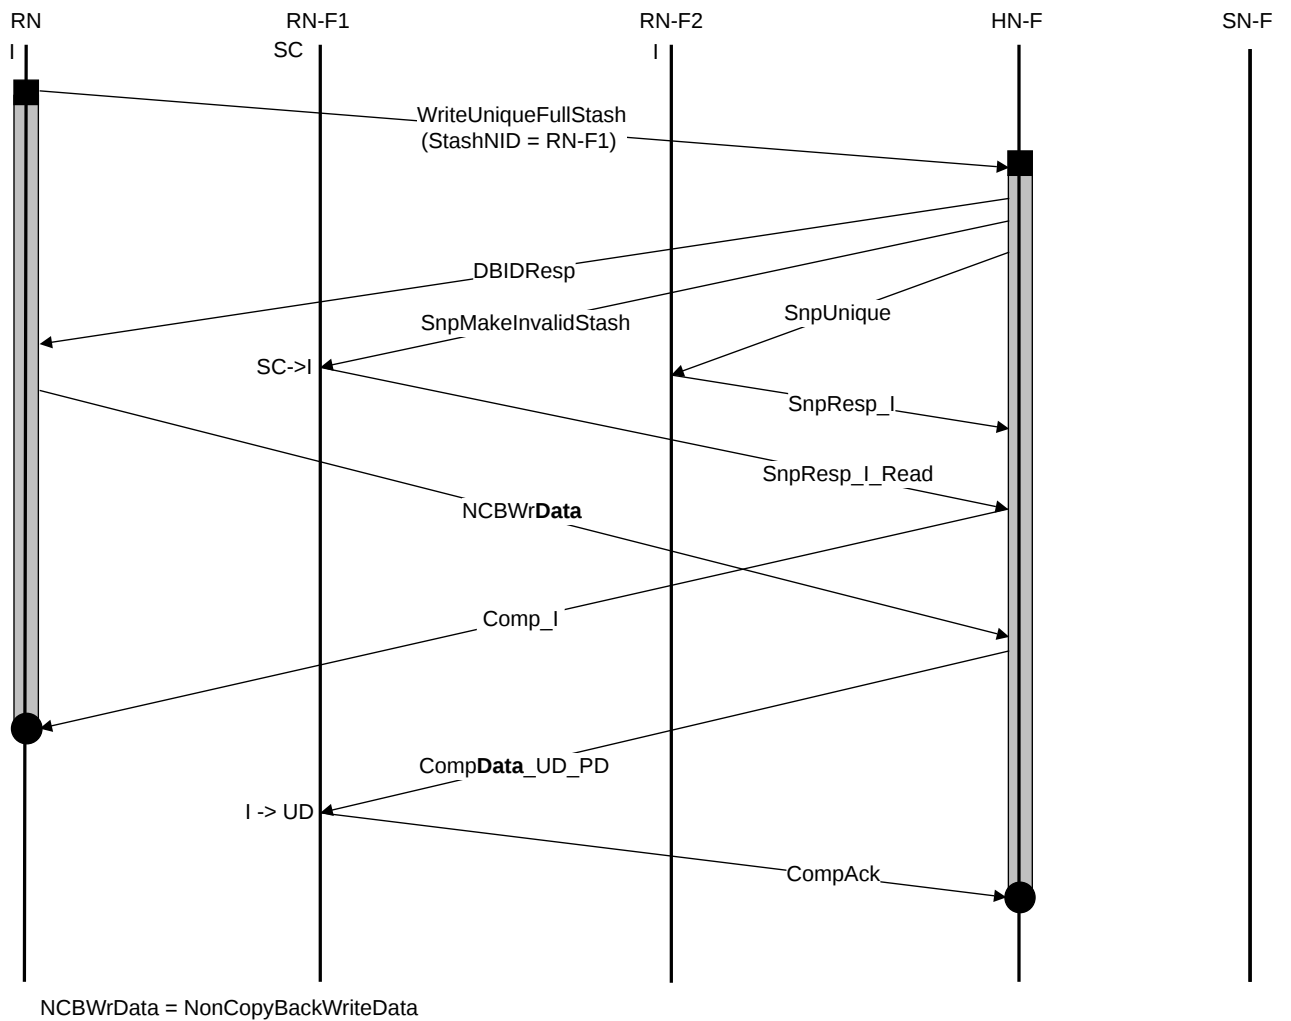 RN RN-F1 RN-F2 HN-F SN-F
I SC I
WriteUniqueFullStash
(StashNID = RN-F1)
DBIDResp
SnpMakeInvalidStash
SnpUnique
SC->I
SnpResp_I
SnpResp_I_Read
NCBWrData
Comp_I
CompData_UD_PD
I -> UD
CompAck
NCBWrData = NonCopyBackWriteData